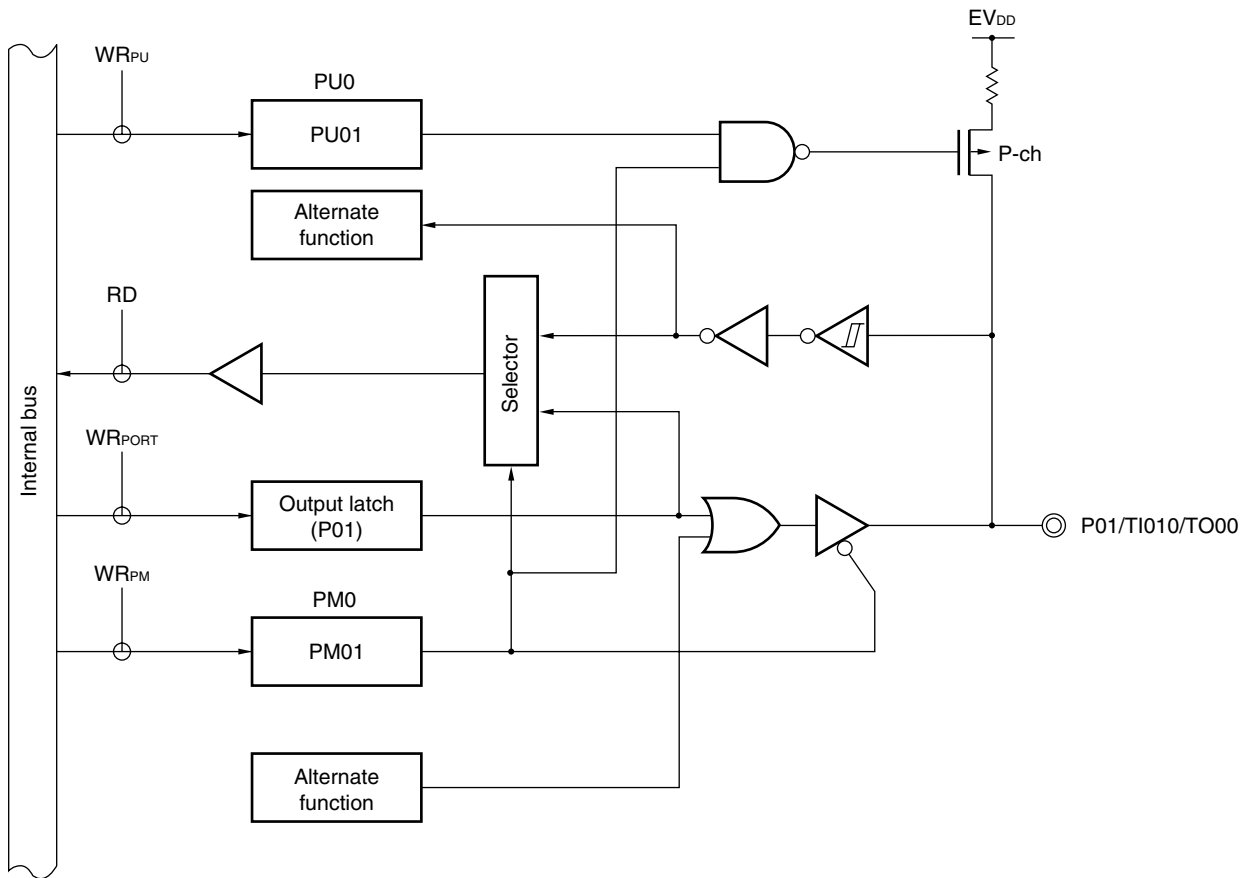 EVDD
WRPU
PU0
PU01
P-ch
Alternate
function
RD
Selector
Internal bus
WRPORT
Output latch
(P01)
P01/TI010/TO00
WRPM
PM0
PM01
Alternate
function